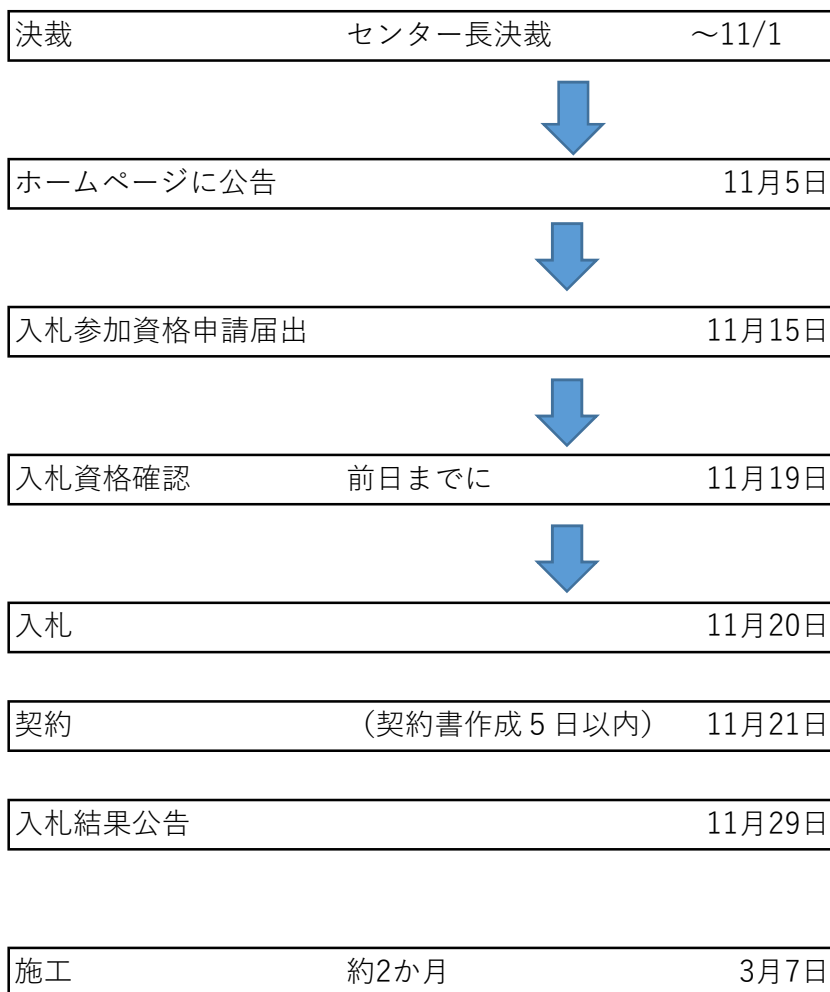 決裁 センター長決裁 ～11/1
ホームページに公告 11月5日
入札参加資格申請届出 11月15日
入札資格確認 前日までに 11月19日
入札 11月20日
契約 （契約書作成５日以内） 11月21日
入札結果公告 11月29日
施工 約2か月 3月7日